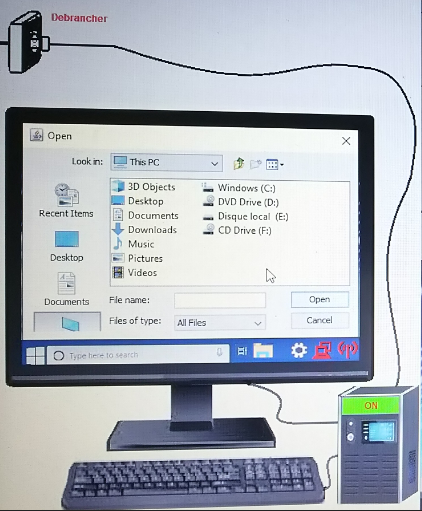 Debrancher
Open
Look in: This PC
3D Objects
Desktop
Documents
Downloads
Music
Pictures
Videos
Windows (C:)
DVD Drive (D:)
Disque local (E:)
CD Drive (F:)
Recent Items
Desktop
Documents
File name:
Open
Files of type: All Files
Cancel
Type here to search
ON